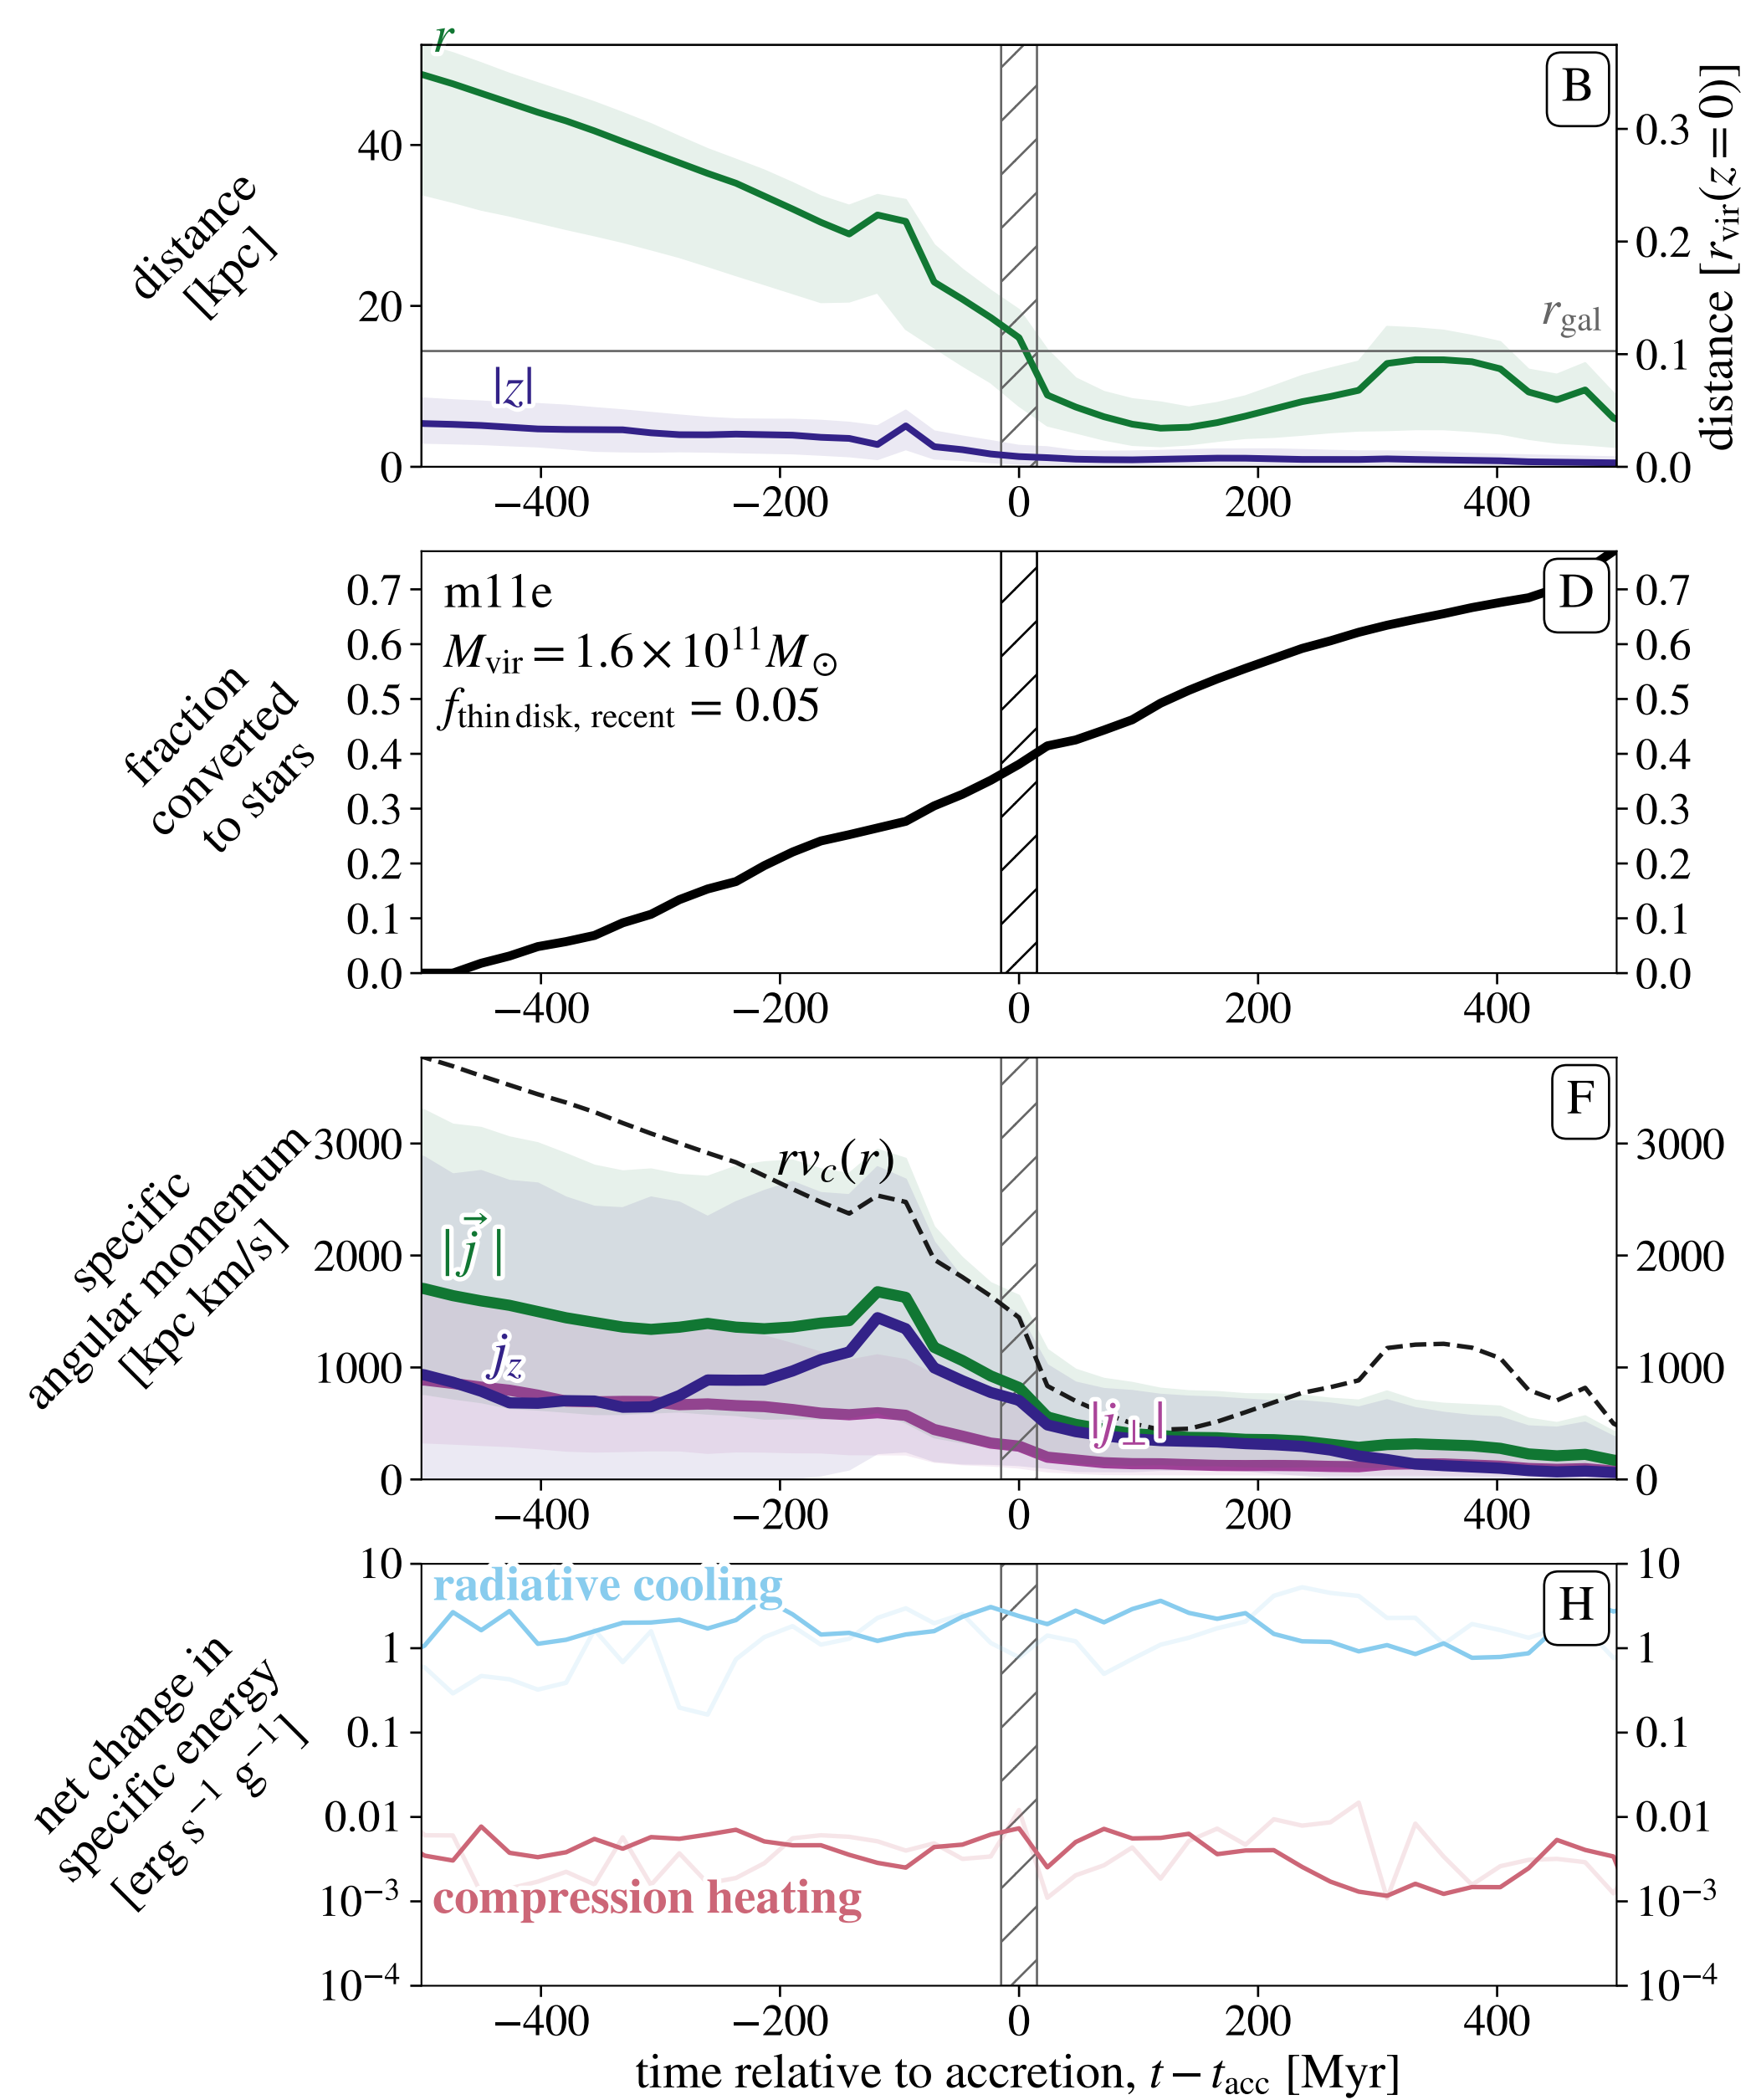 r
B
40
20
0
distance
[kpc]
|z|
r_gal
0.3
0.2
0.1
0.0
distance [r_vir(z=0)]
−400 −200 0 200 400
D
m11e
M_vir = 1.6 × 10^11 M_⊙
f_thin disk, recent = 0.05
fraction
converted
to stars
0.7 0.7
0.6 0.6
0.5 0.5
0.4 0.4
0.3 0.3
0.2 0.2
0.1 0.1
0.0 0.0
−400 −200 0 200 400
F
specific
angular momentum
[kpc km/s]
3000 3000
2000 2000
1000 1000
0 0
rv_c(r)
|j⃗|
j_z
|j_⊥|
−400 −200 0 200 400
H
net change in
specific energy
[erg s^−1 g^−1]
10 10
radiative cooling
1 1
0.1 0.1
0.01 0.01
10^−3 10^−3
compression heating
10^−4 10^−4
−400 −200 0 200 400
time relative to accretion, t − t_acc [Myr]